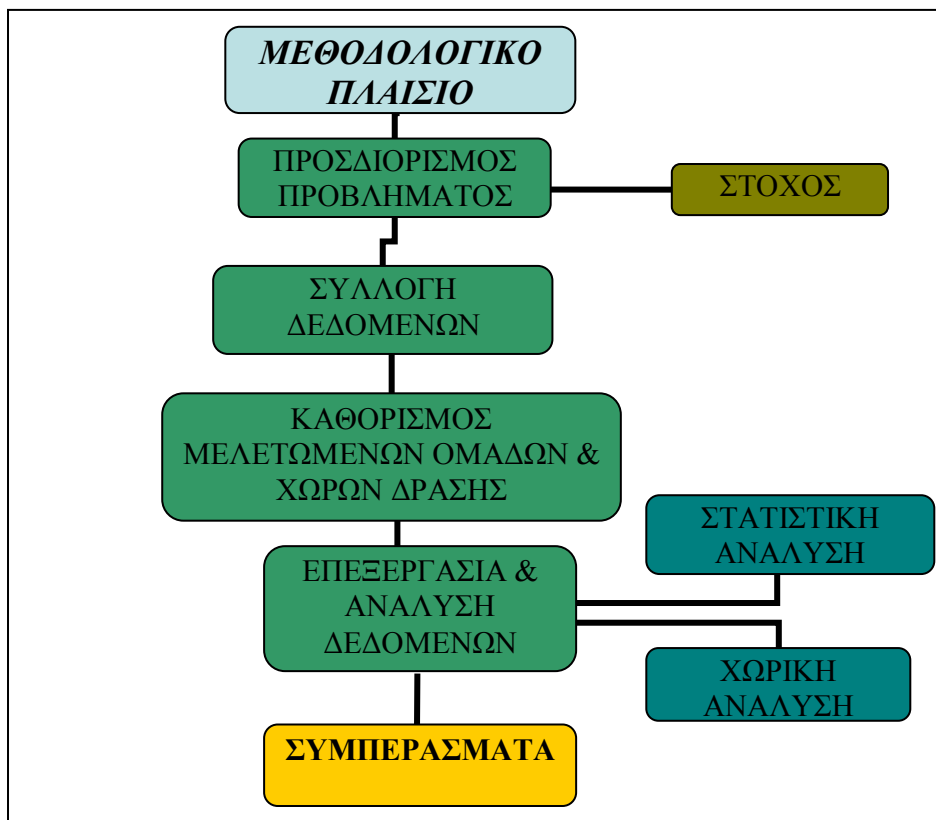 ΜΕΘΟΔΟΛΟΓΙΚΟ
ΠΛΑΙΣΙΟ
ΠΡΟΣΔΙΟΡΙΣΜΟΣ
ΠΡΟΒΛΗΜΑΤΟΣ
ΣΤΟΧΟΣ
ΣΥΛΛΟΓΗ
ΔΕΔΟΜΕΝΩΝ
ΚΑΘΟΡΙΣΜΟΣ
ΜΕΛΕΤΩΜΕΝΩΝ ΟΜΑΔΩΝ &
ΧΩΡΩΝ ΔΡΑΣΗΣ
ΕΠΕΞΕΡΓΑΣΙΑ &
ΑΝΑΛΥΣΗ
ΔΕΔΟΜΕΝΩΝ
ΣΤΑΤΙΣΤΙΚΗ
ΑΝΑΛΥΣΗ
ΧΩΡΙΚΗ
ΑΝΑΛΥΣΗ
ΣΥΜΠΕΡΑΣΜΑΤΑ